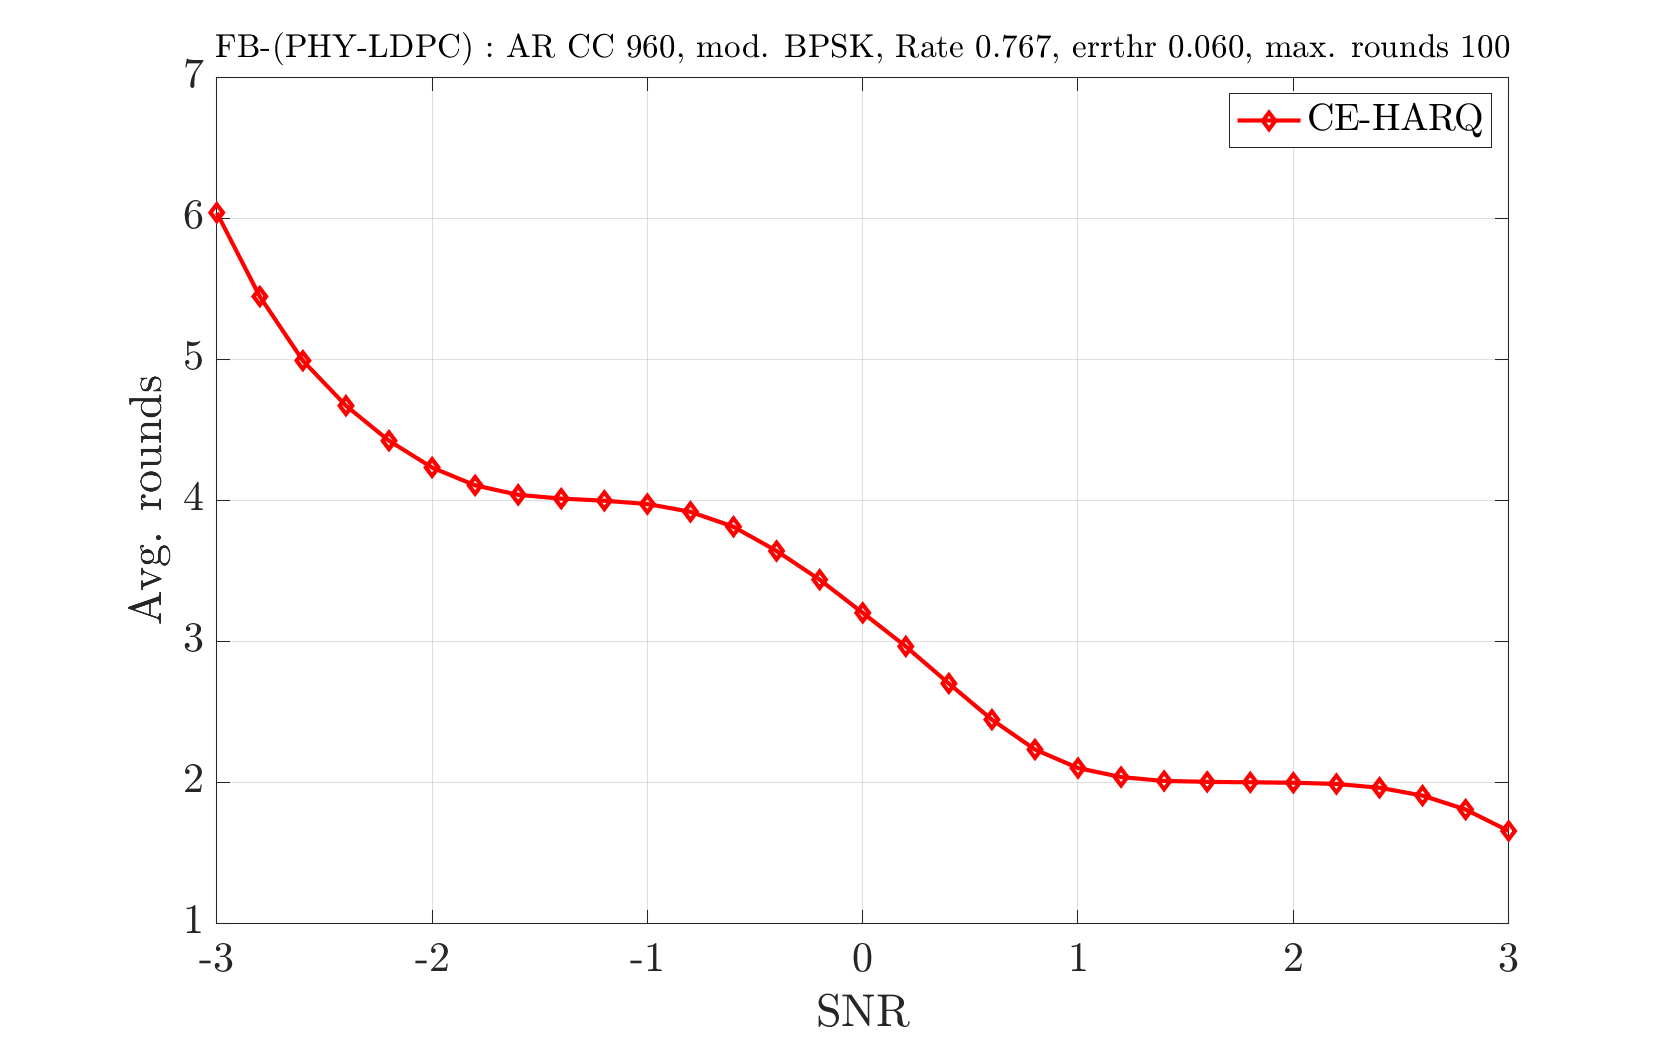 FB-(PHY-LDPC) : AR CC 960, mod. BPSK, Rate 0.767, errthr 0.060, max. rounds 100
CE-HARQ
7
6
5
4
3
2
1
Avg. rounds
-3 -2 -1 0 1 2 3
SNR